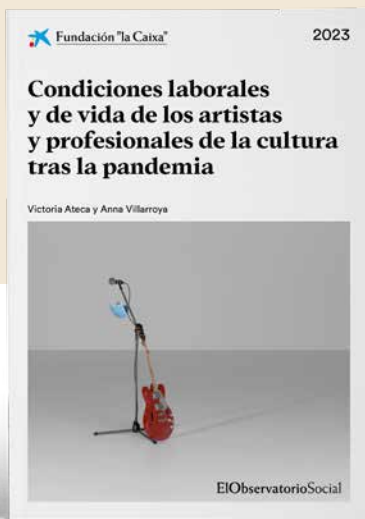 Fundación "la Caixa"
2023
Condiciones laborales
y de vida de los artistas
y profesionales de la cultura
tras la pandemia
Victoria Ateca y Anna Villarroya
ElObservatorioSocial